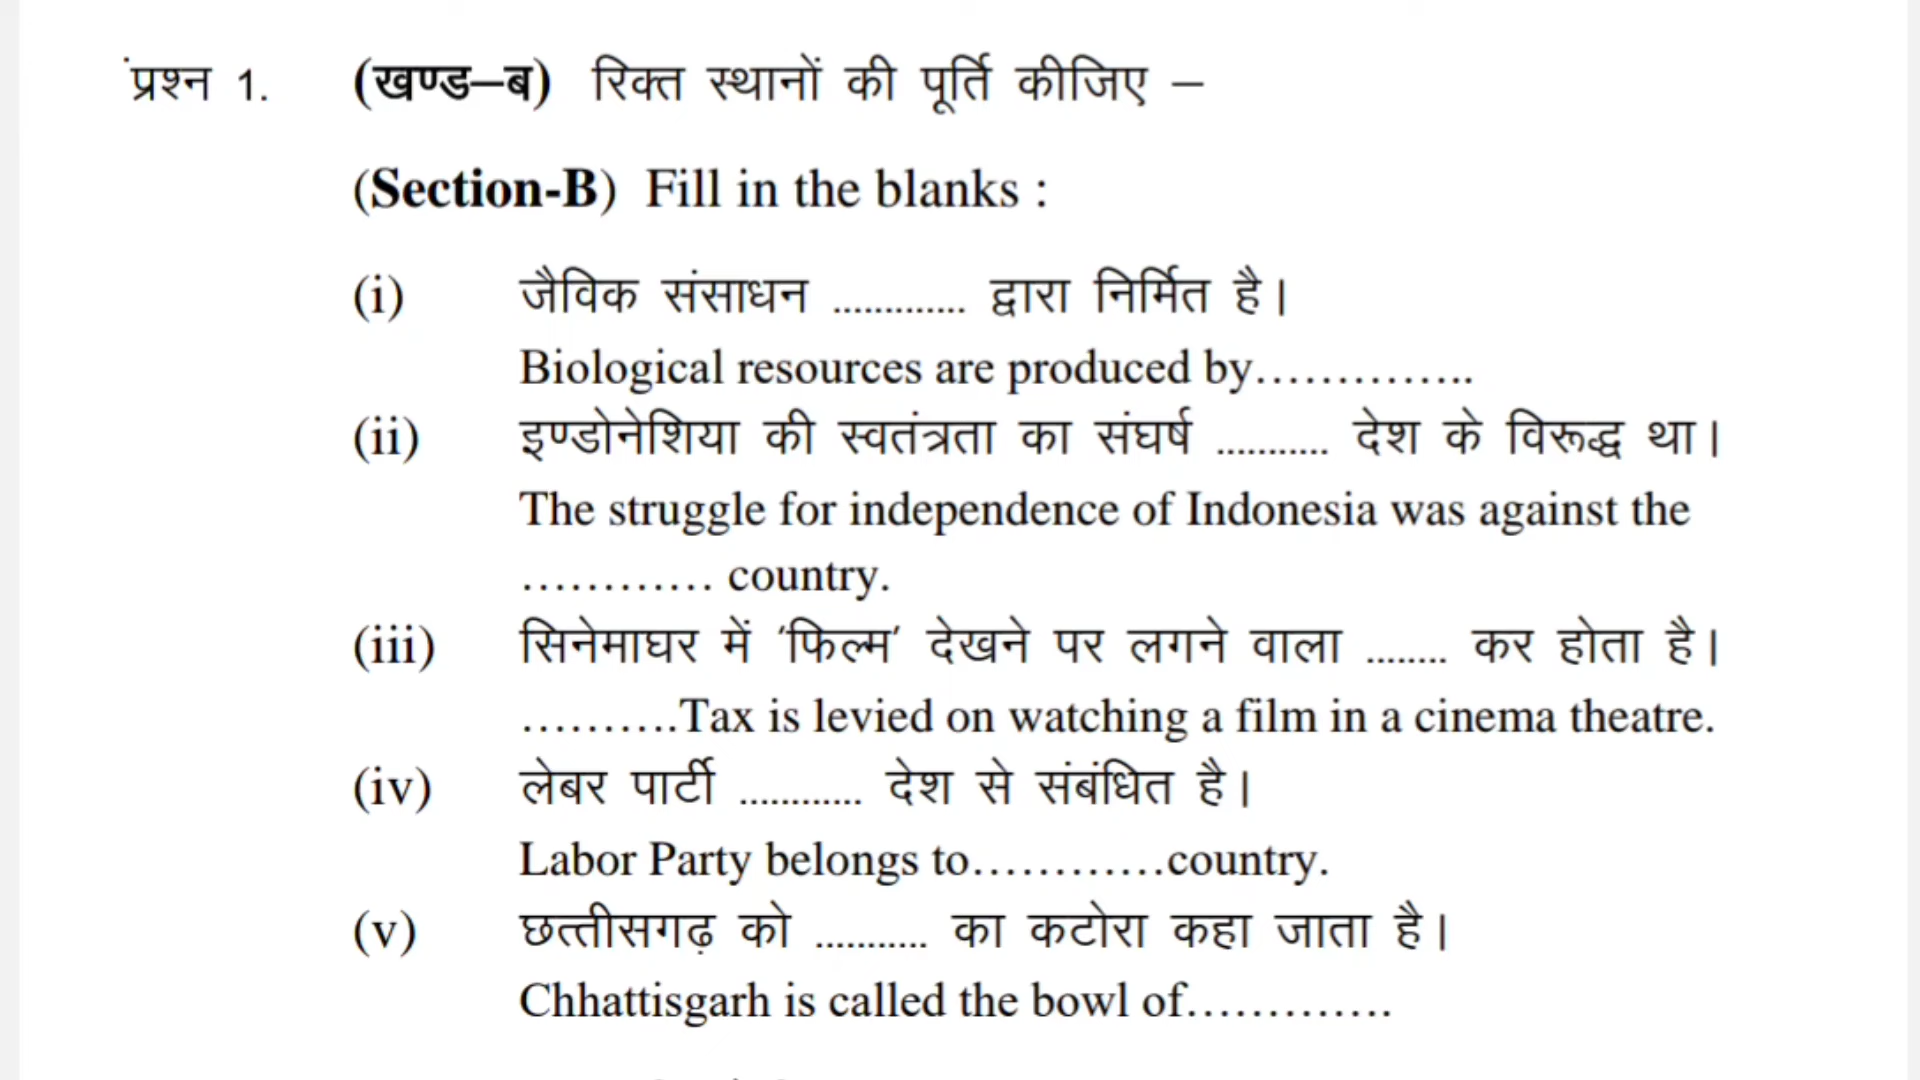 प्रश्न 1. (खण्ड–ब) रिक्त स्थानों की पूर्ति कीजिए –
(Section-B) Fill in the blanks :
(i) जैविक संसाधन ............. द्वारा निर्मित है।
Biological resources are produced by…………..
(ii) इण्डोनेशिया की स्वतंत्रता का संघर्ष ........... देश के विरूद्ध था।
The struggle for independence of Indonesia was against the
………… country.
(iii) सिनेमाघर में ‘फिल्म’ देखने पर लगने वाला ........ कर होता है।
……….Tax is levied on watching a film in a cinema theatre.
(iv) लेबर पार्टी ............ देश से संबंधित है।
Labor Party belongs to…………country.
(v) छत्तीसगढ़ को ........... का कटोरा कहा जाता है।
Chhattisgarh is called the bowl of………….